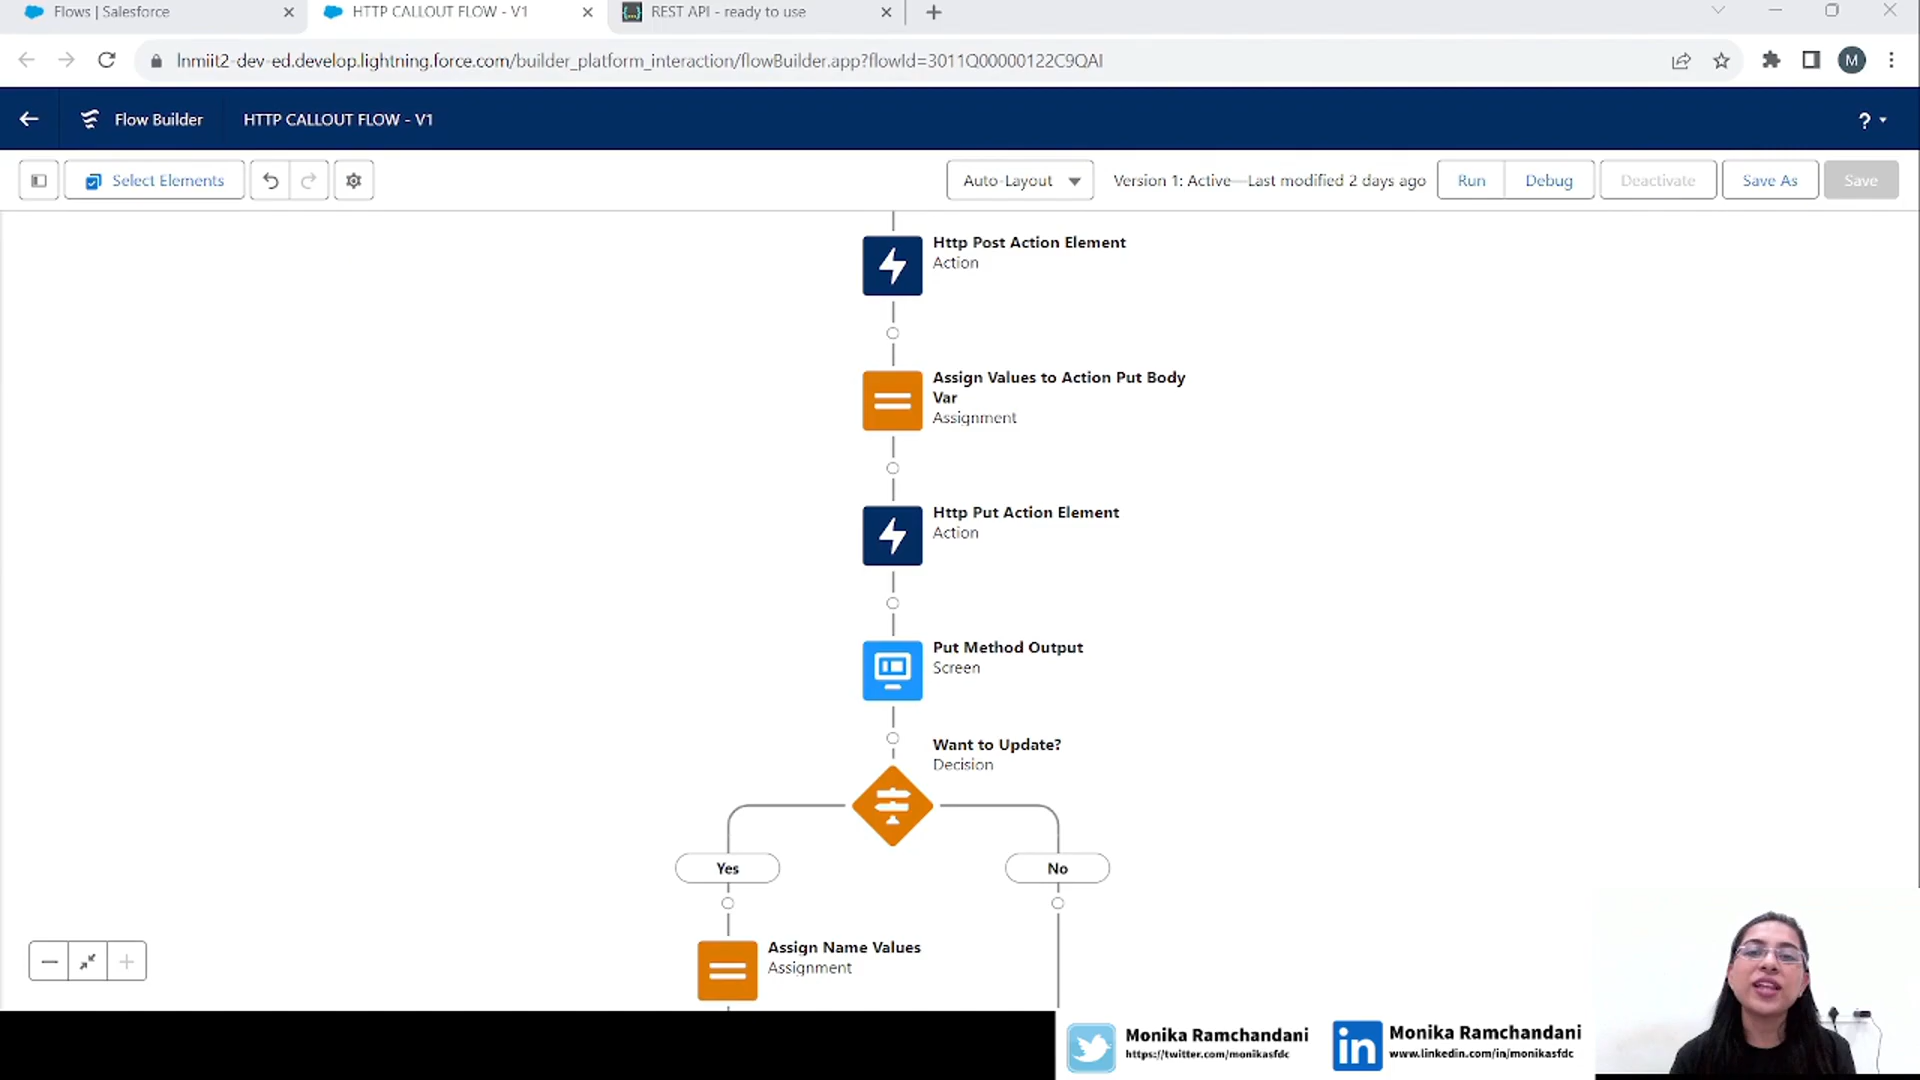 Flows | Salesforce
HTTP CALLOUT FLOW - V1
REST API - ready to use
lnmiit2-dev-ed.develop.lightning.force.com/builder_platform_interaction/flowBuilder.app?flowId=3011Q00000122C9QAI
M
Flow Builder
HTTP CALLOUT FLOW - V1
?
Select Elements
Auto-Layout
Version 1: Active—Last modified 2 days ago
Run
Debug
Deactivate
Save As
Save
Http Post Action Element
Action
Assign Values to Action Put Body
Var
Assignment
Http Put Action Element
Action
Put Method Output
Screen
Want to Update?
Decision
Yes
No
Assign Name Values
Assignment
Monika Ramchandani
https://twitter.com/monikasfdc
in
Monika Ramchandani
www.linkedin.com/in/monikasfdc